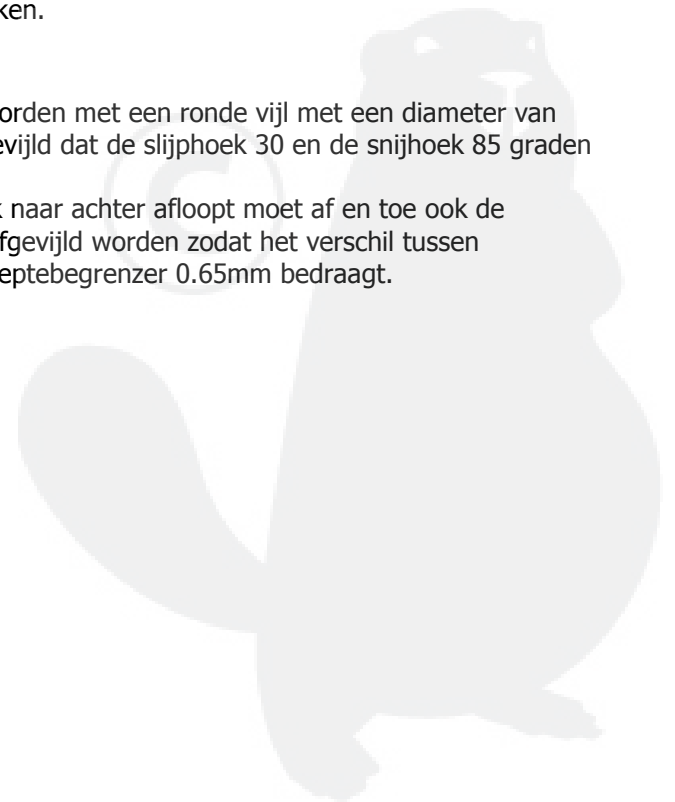 ken.
orden met een ronde vijl met een diameter van
evijld dat de slijphoek 30 en de snijhoek 85 graden
k naar achter afloopt moet af en toe ook de
fgevijld worden zodat het verschil tussen
eptebegrenzer 0.65mm bedraagt.
©